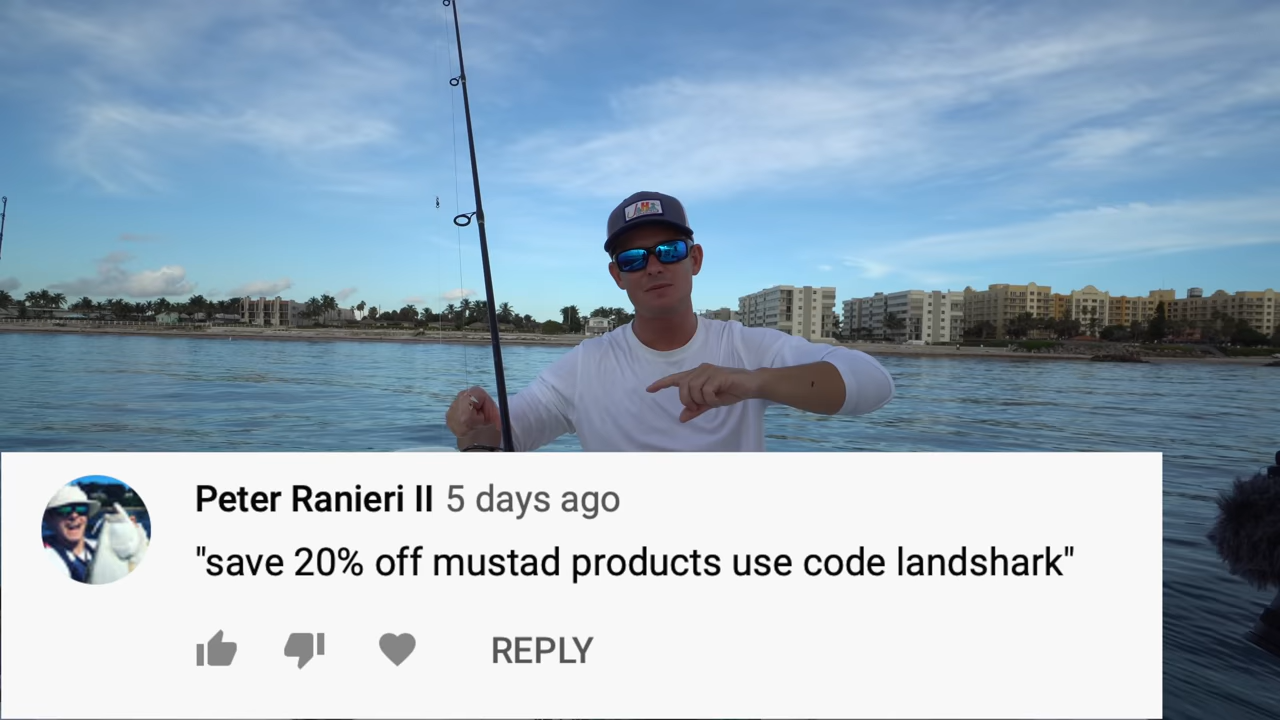 Peter Ranieri II 5 days ago
"save 20% off mustad products use code landshark"
REPLY